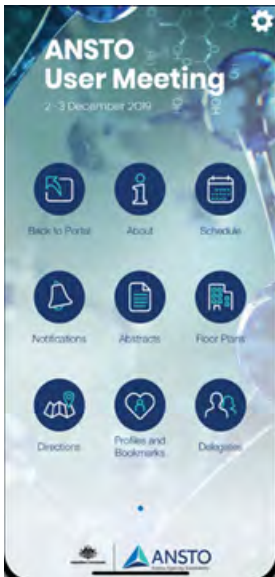 ANSTO
User Meeting
2-3 December 2019
Back to Portal
About
Schedule
Notifications
Abstracts
Floor Plans
Directions
Profiles and
Bookmarks
Delegates
ANSTO